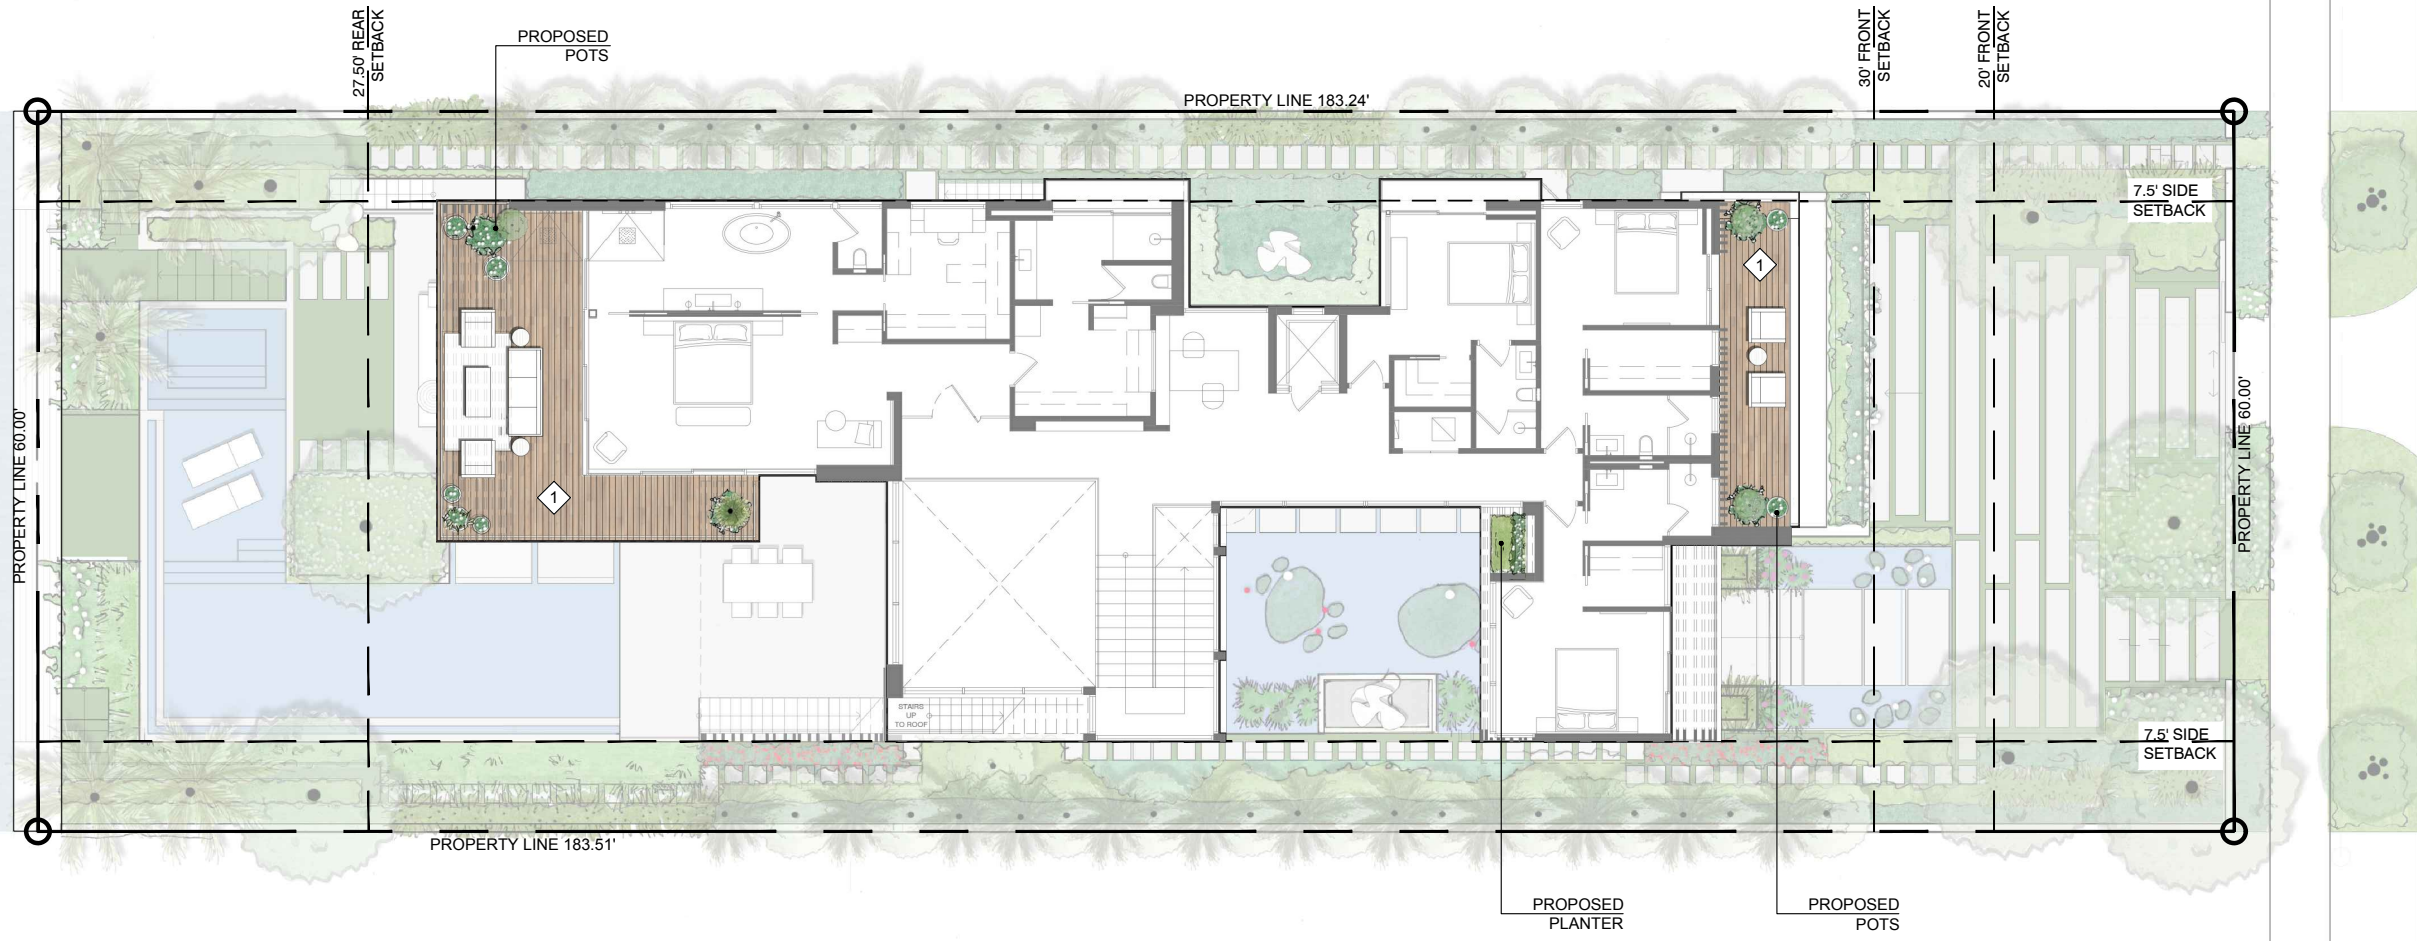 27.50' REAR
SETBACK
PROPOSED
POTS
30' FRONT
SETBACK
20' FRONT
SETBACK
PROPERTY LINE 183.24'
7.5' SIDE
SETBACK
1
1
PROPERTY LINE 60.00'
PROPERTY LINE 60.00'
STAIRS
UP
TO ROOF
7.5' SIDE
SETBACK
PROPERTY LINE 183.51'
PROPOSED
PLANTER
PROPOSED
POTS